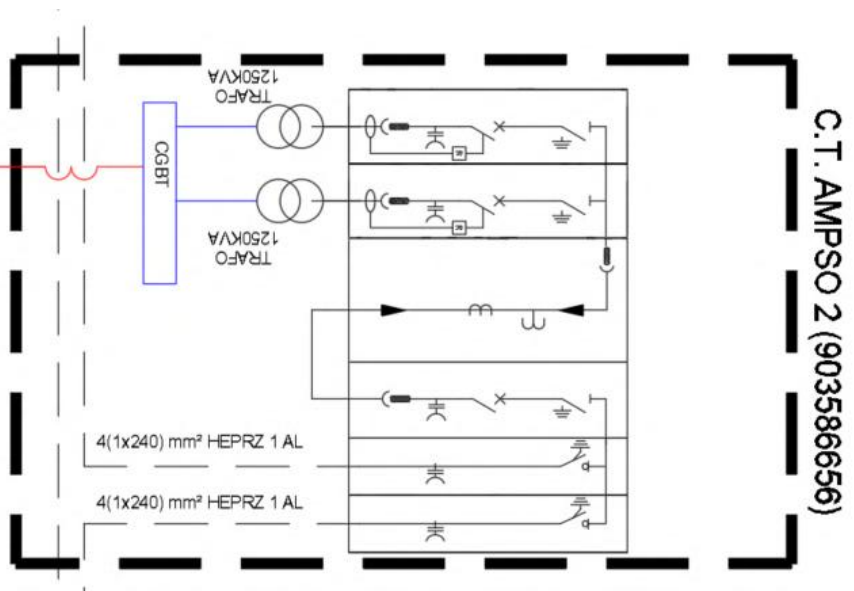 TRAFO
1250KVA
CGBT
TRAFO
1250KVA
4(1x240) mm² HEPRZ 1 AL
4(1x240) mm² HEPRZ 1 AL
C.T. AMPSO 2 (903586656)